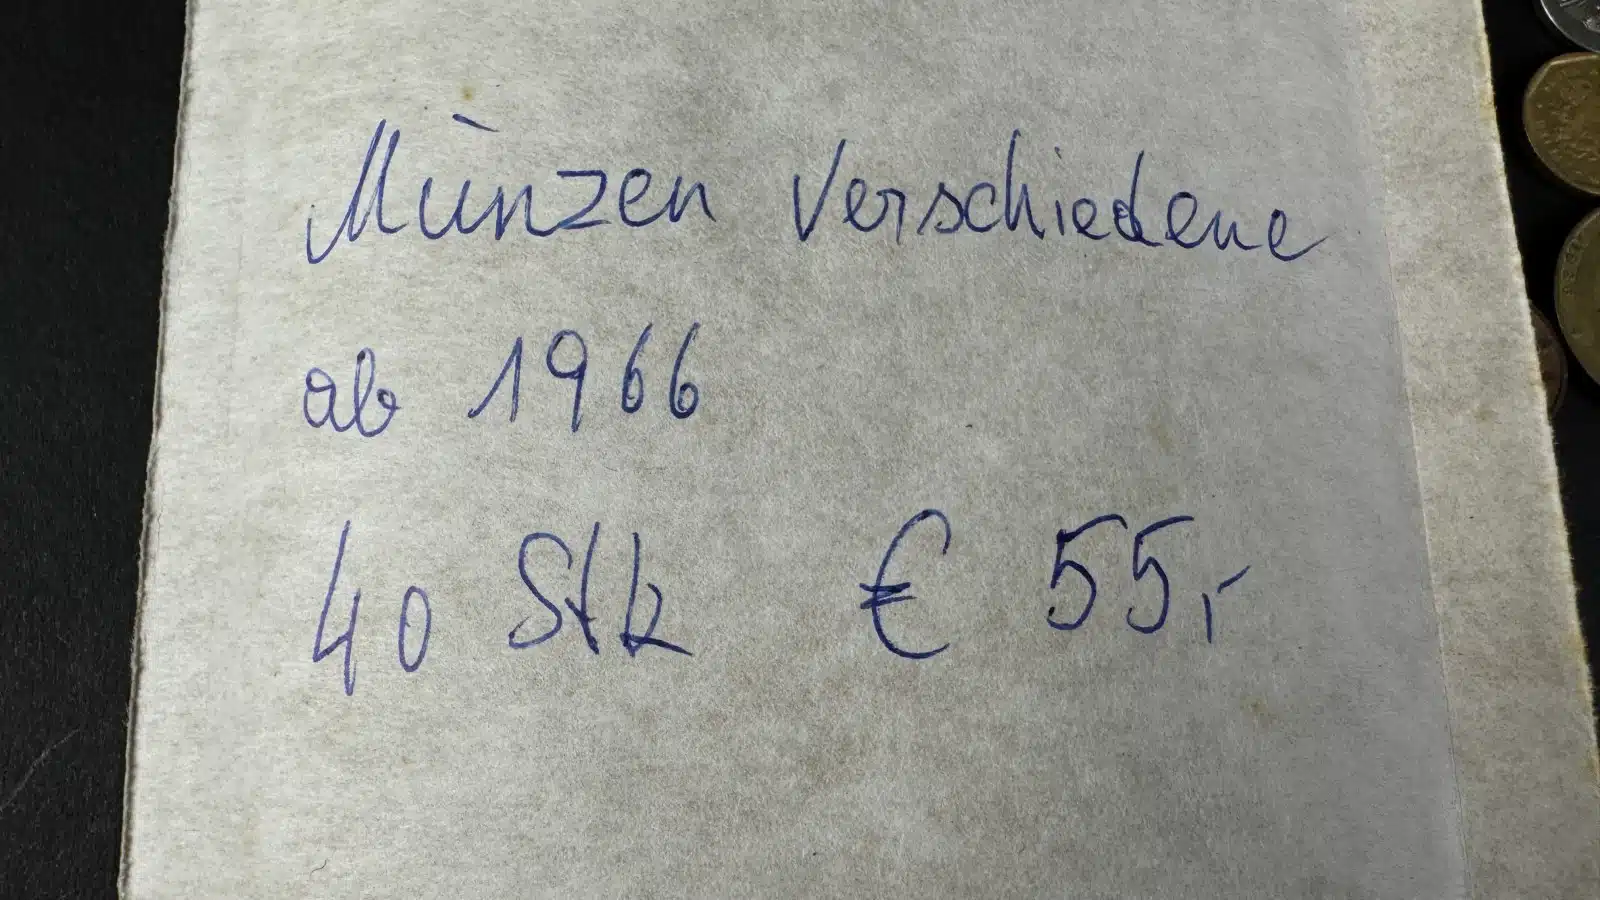 Münzen Verschiedene
ab 1966
40 Stk € 55,-